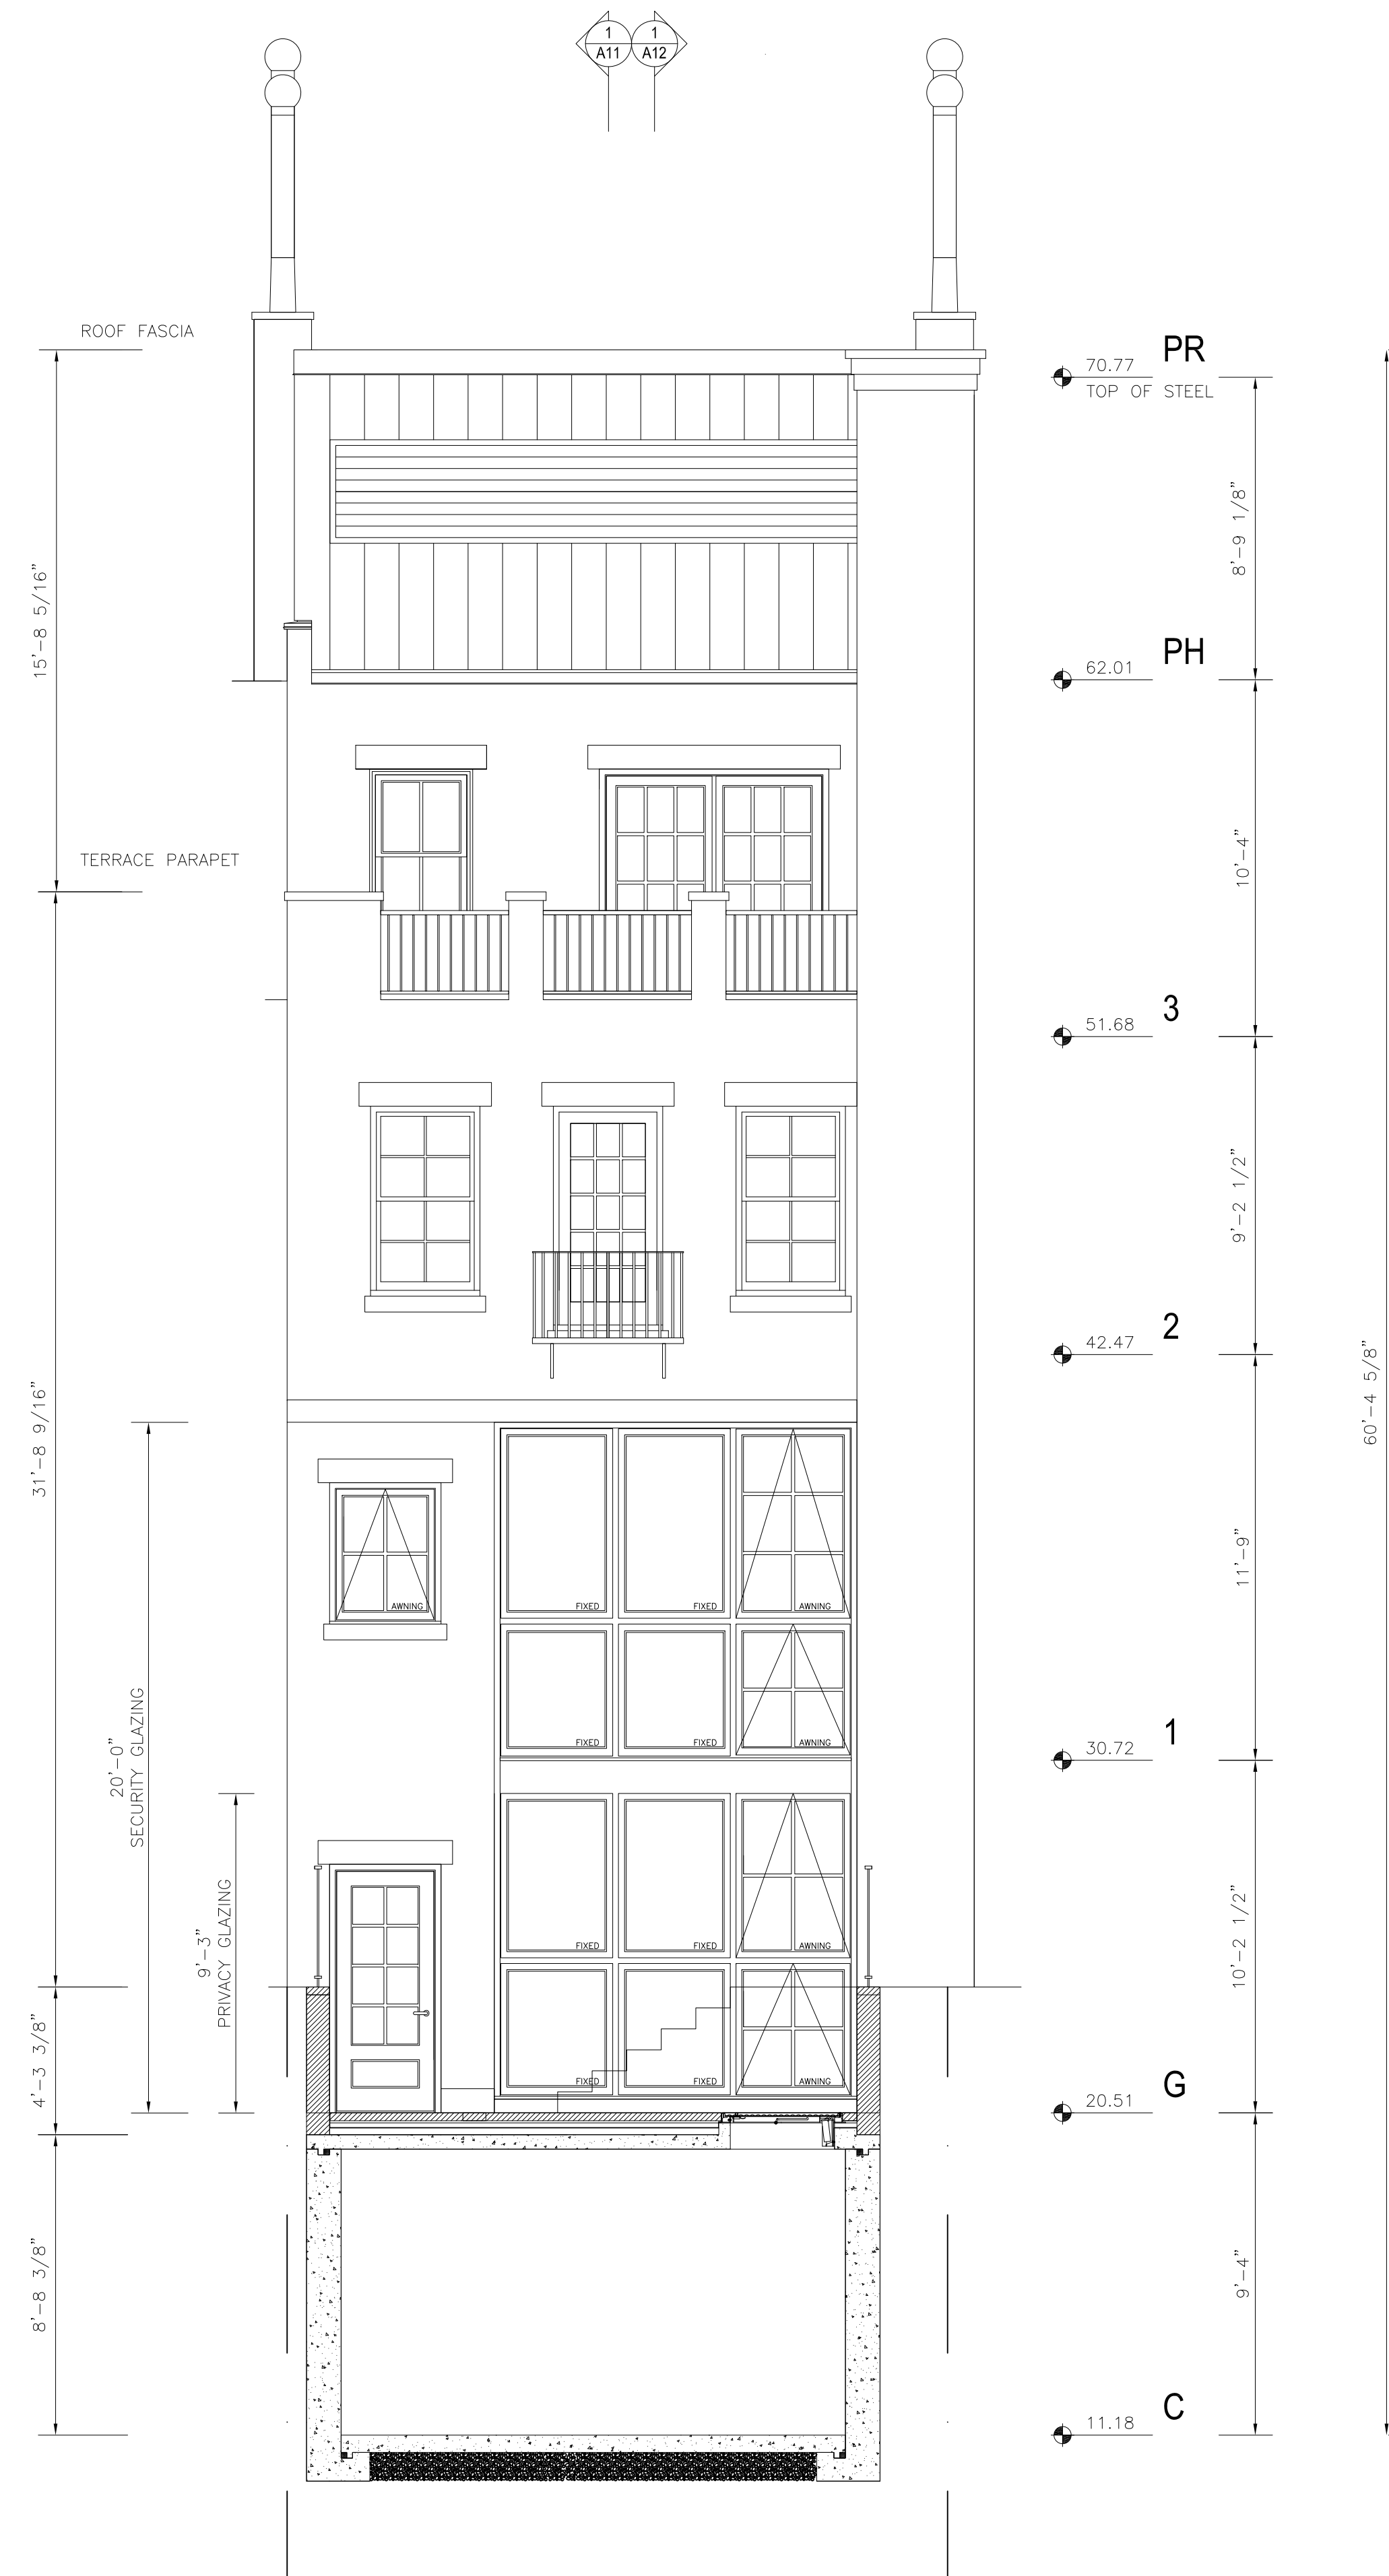 1 1
A11 A12
ROOF FASCIA
70.77 PR
TOP OF STEEL
8'-9 1/8"
15'-8 5/16"
62.01 PH
10'-4"
TERRACE PARAPET
51.68 3
9'-2 1/2"
42.47 2
60'-4 5/8"
31'-8 9/16"
11'-9"
AWNING FIXED FIXED AWNING
20'-0"
SECURITY GLAZING
FIXED FIXED AWNING
30.72 1
9'-3"
PRIVACY GLAZING
FIXED FIXED AWNING
10'-2 1/2"
4'-3 3/8"
FIXED FIXED AWNING
20.51 G
8'-8 3/8"
9'-4"
11.18 C